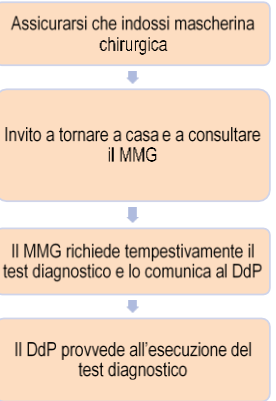 Assicurarsi che indossi mascherina
chirurgica
Invito a tornare a casa e a consultare
il MMG
Il MMG richiede tempestivamente il
test diagnostico e lo comunica al DdP
Il DdP provvede all'esecuzione del
test diagnostico